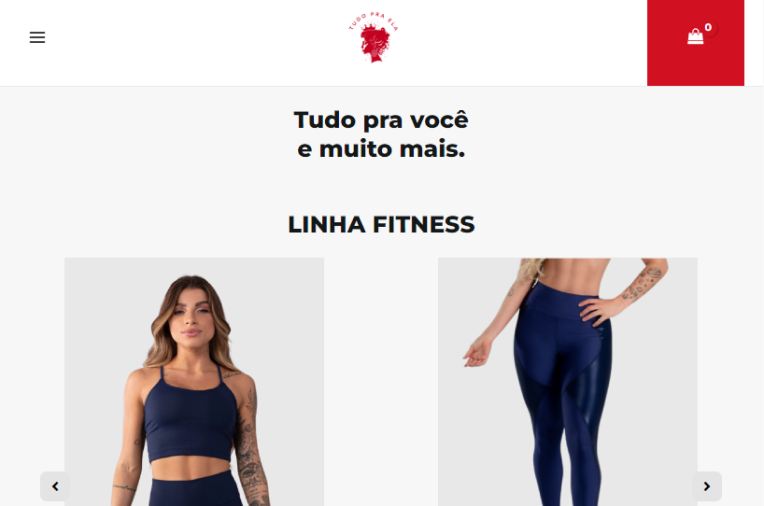 TUDO PRA ELA
0
Tudo pra você
e muito mais.
LINHA FITNESS